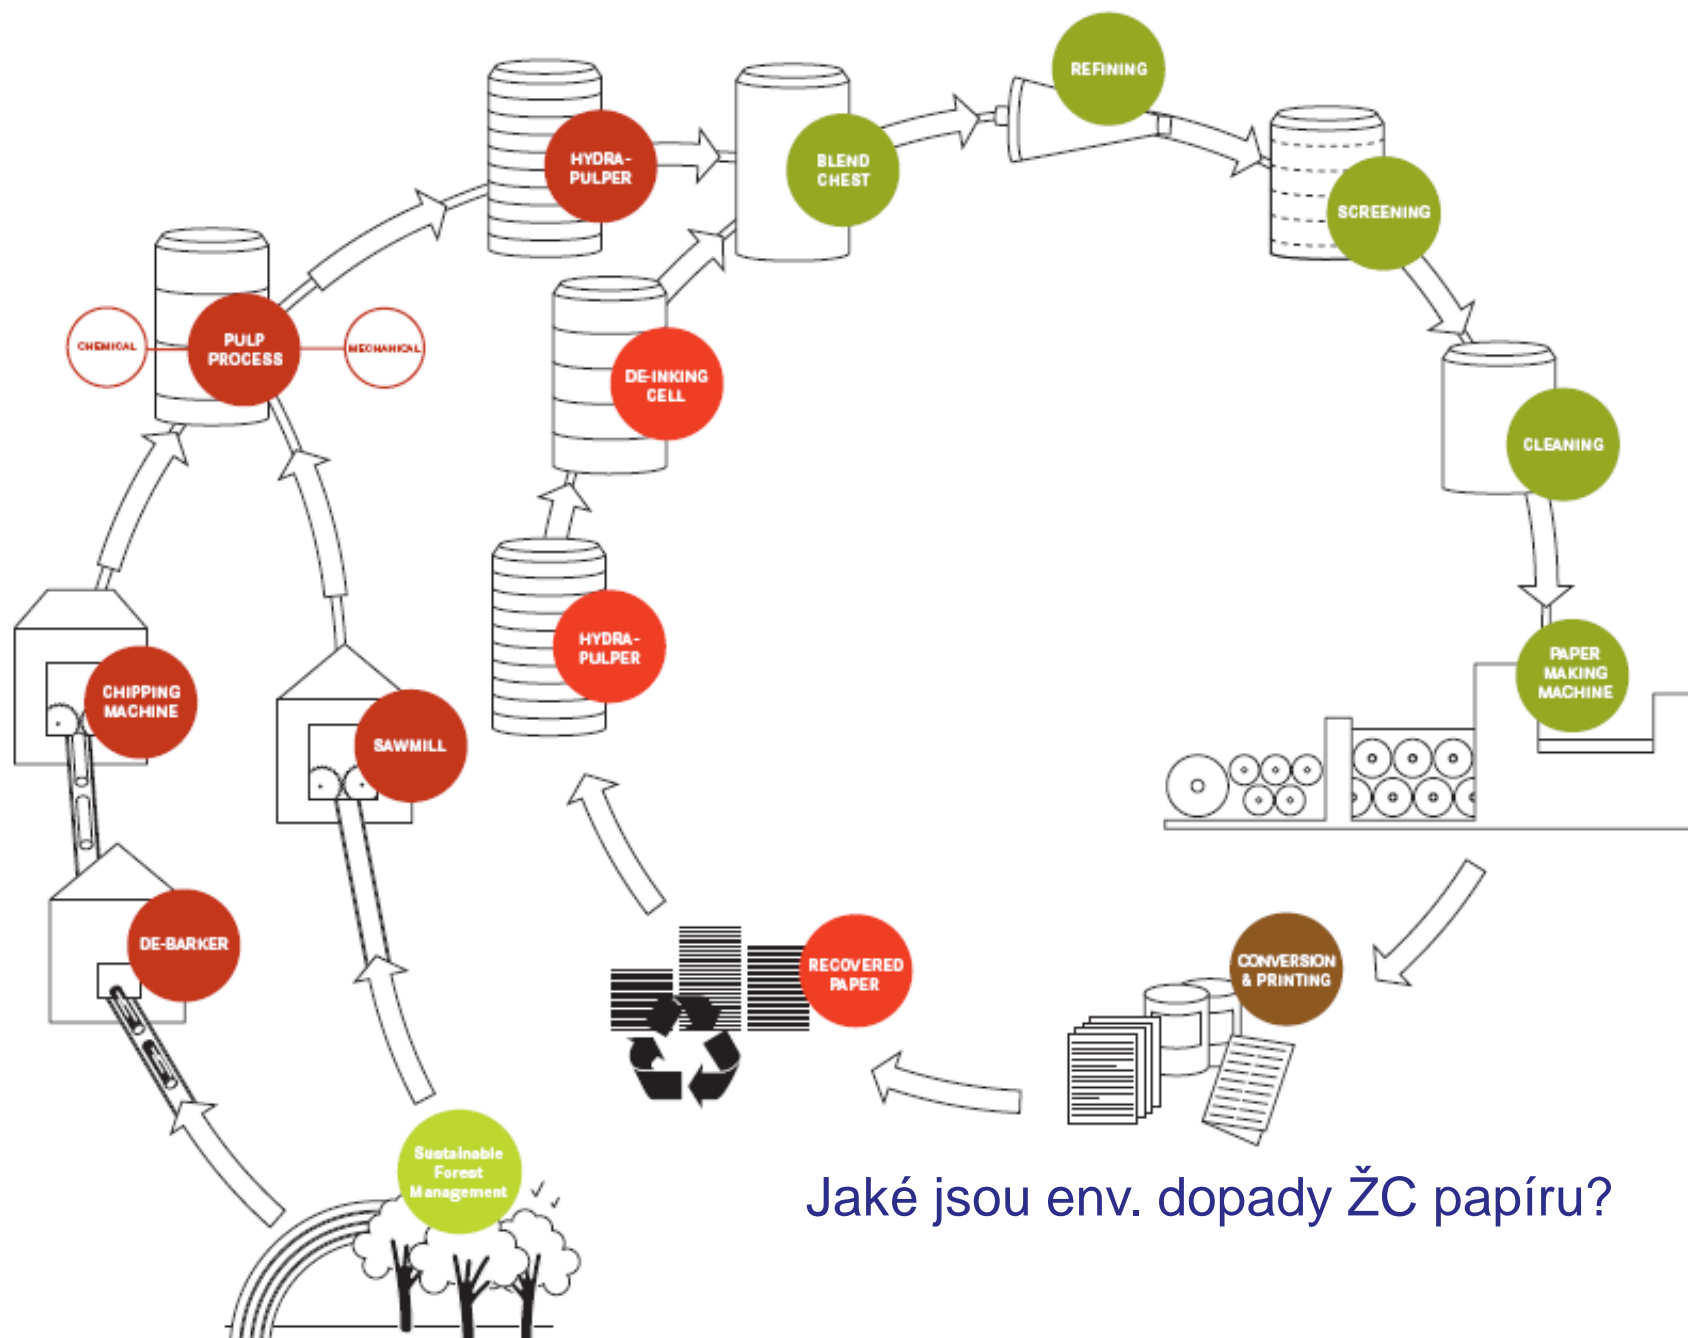 REFINING
HYDRA-
PULPER
BLEND
CHEST
SCREENING
CHEMICAL
PULP
PROCESS
MECHANICAL
DE-INKING
CELL
CLEANING
HYDRA-
PULPER
PAPER
MAKING
MACHINE
CHIPPING
MACHINE
SAWMILL
DE-BARKER
RECOVERED
PAPER
CONVERSION
& PRINTING
Sustainable
Forest
Management
Jaké jsou env. dopady ŽC papíru?